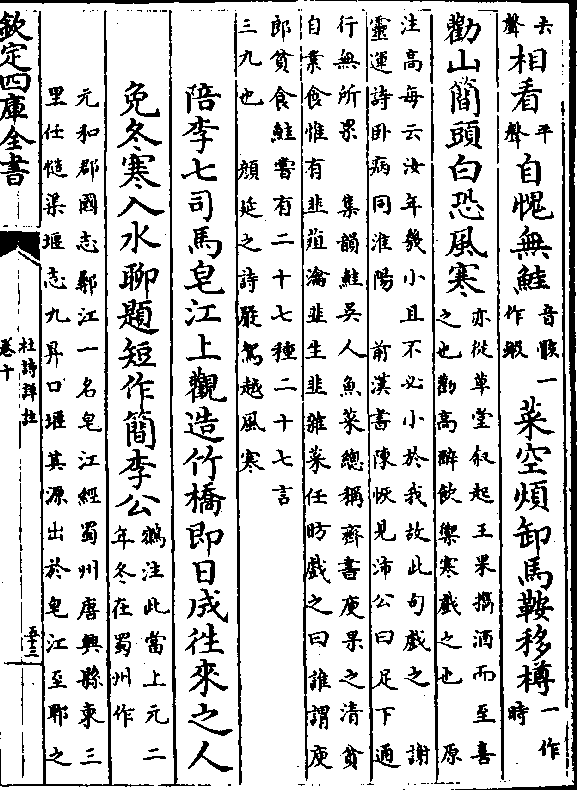 去聲相看平聲自愧無鮭音膎一作蝦菜空煩卸馬鞍移樽一作時
勸山簡頭白恐風寒
亦從草堂叙起王果攜酒而至喜
之也勸高醉飲禦寒戲之也 原
注高每云汝年幾小且不必小於我故此句戲之 謝
靈運詩卧病同淮陽 前漢書陳恢見沛公曰足下通
行無所累 集韻鮭吳人魚菜總稱齊書庾杲之清貧
自業食惟有韭葅瀹韭生韭雜菜任昉戲之曰誰謂庾
郎貧食鮭嘗有二十七種二十七言
三九也 顔延之詩嚴駕越風寒
陪李七司馬皂江上觀造竹橋即日成往來之人
免冬寒入水聊題短作簡李公
鶴注此當上元二
年冬在蜀州作
元和郡國志郫江一名皂江經蜀州唐興縣東三
里任㦎渠堰志九昇口堰其源出於皂江至郫之
欽定四庫全書
杜詩詳註
卷十
五十三